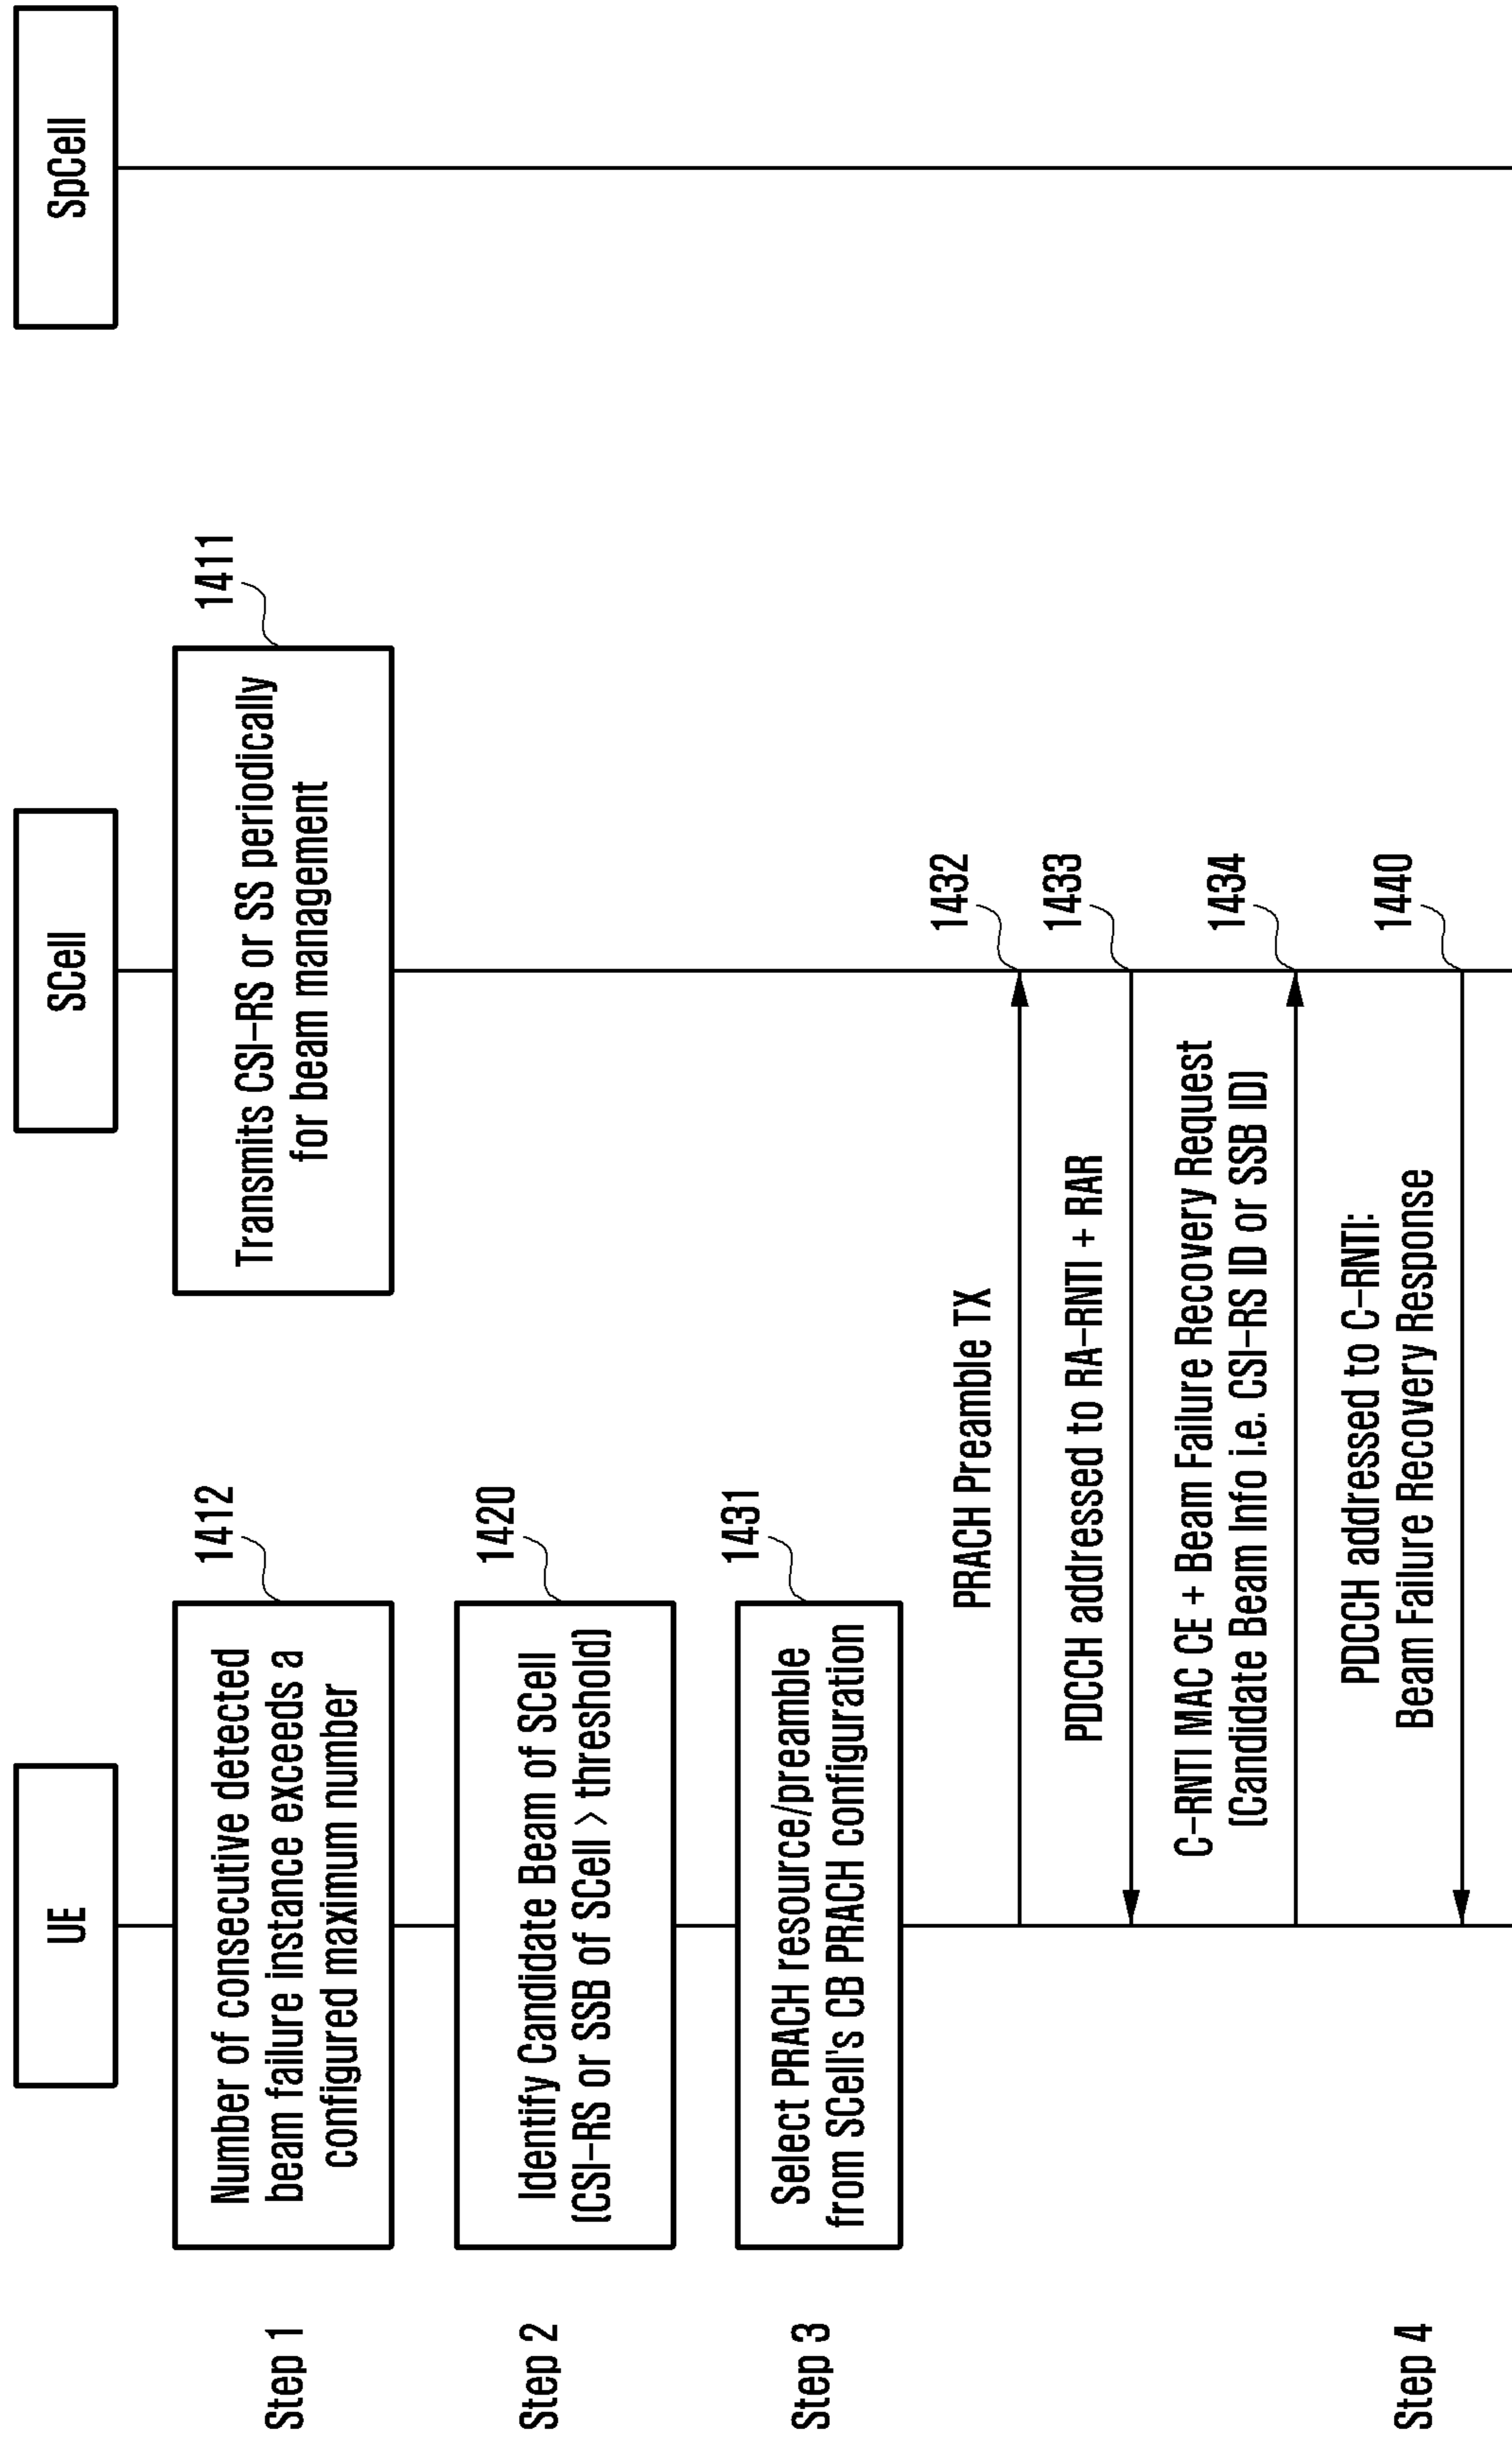 UE
SCell
SpCell
Step 1
Number of consecutive detected
beam failure instance exceeds a
configured maximum number
1412
Transmits CSI-RS or SS periodically
for beam management
1411
Step 2
Identify Candidate Beam of SCell
(CSI-RS or SSB of SCell > threshold)
1420
Step 3
Select PRACH resource/preamble
from SCell's CB PRACH configuration
1431
PRACH Preamble TX
1432
PDCCH addressed to RA-RNTI + RAR
1433
C-RNTI MAC CE + Beam Failure Recovery Request
(Candidate Beam Info i.e. CSI-RS ID or SSB ID)
1434
Step 4
PDCCH addressed to C-RNTI:
Beam Failure Recovery Response
1440